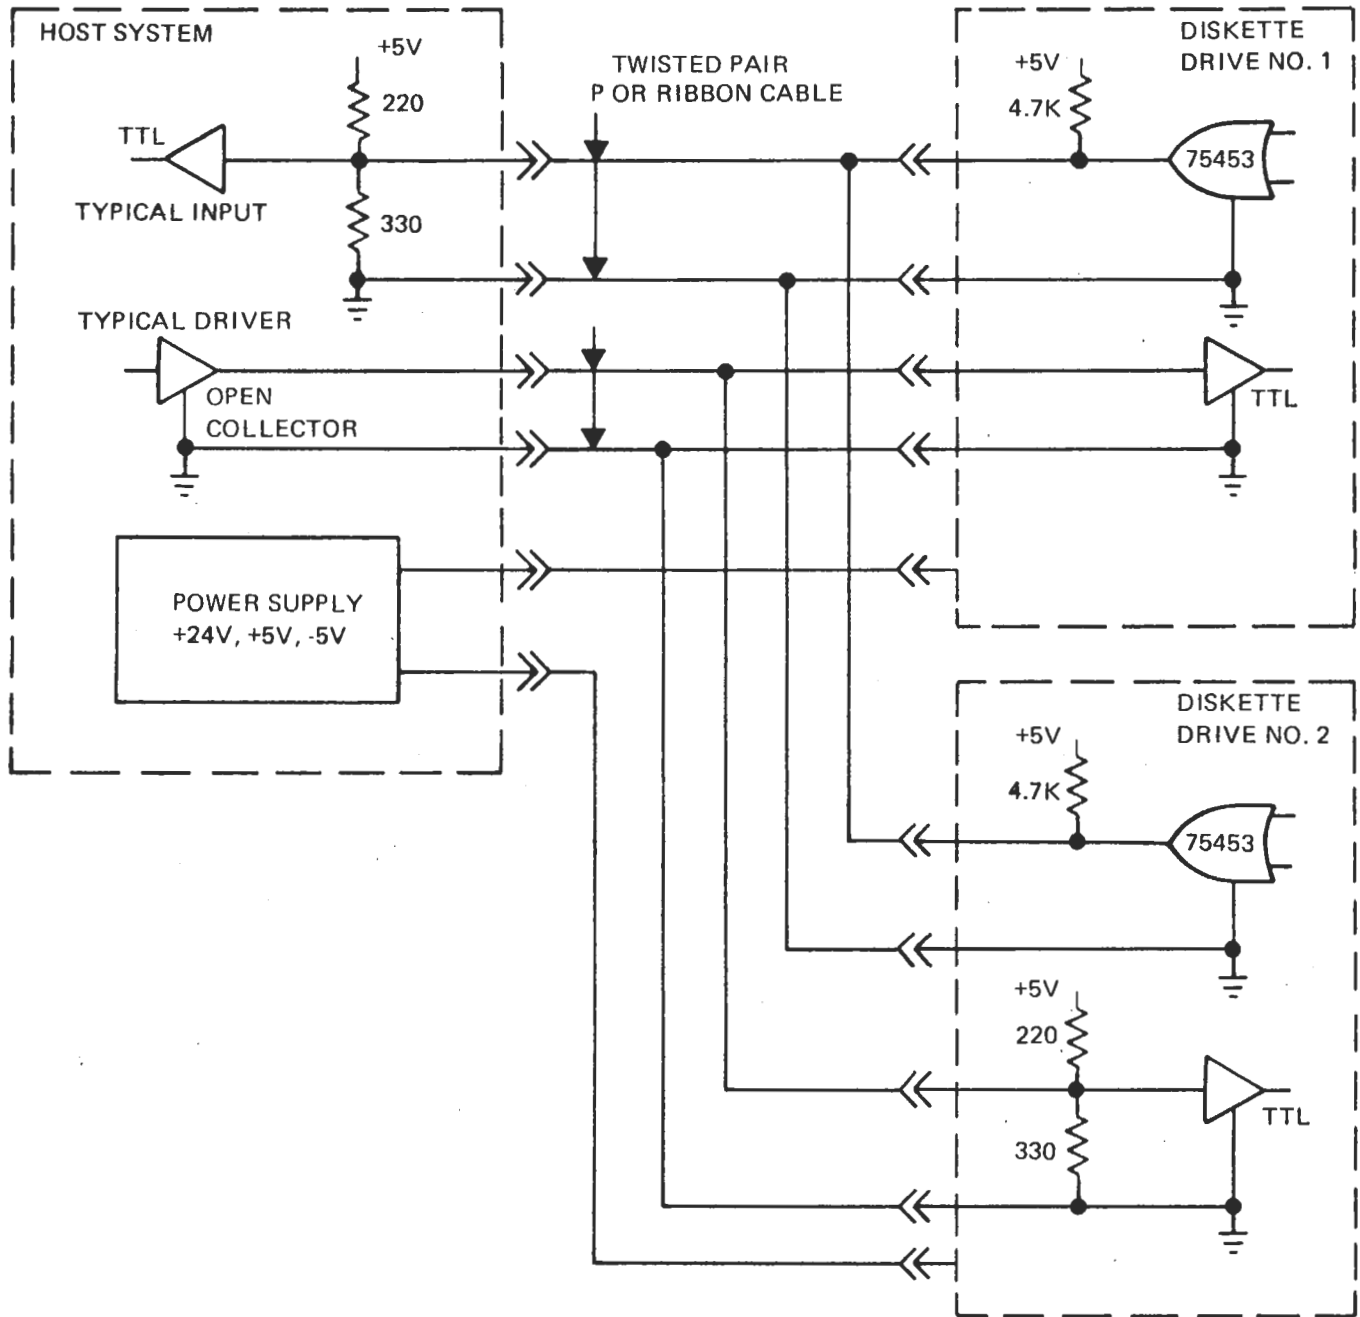 HOST SYSTEM
+5V
220
TTL
TYPICAL INPUT
330
TYPICAL DRIVER
OPEN
COLLECTOR
POWER SUPPLY
+24V, +5V, -5V
TWISTED PAIR
P OR RIBBON CABLE
DISKETTE
DRIVE NO. 1
+5V
4.7K
75453
TTL
DISKETTE
DRIVE NO. 2
+5V
4.7K
75453
+5V
220
TTL
330